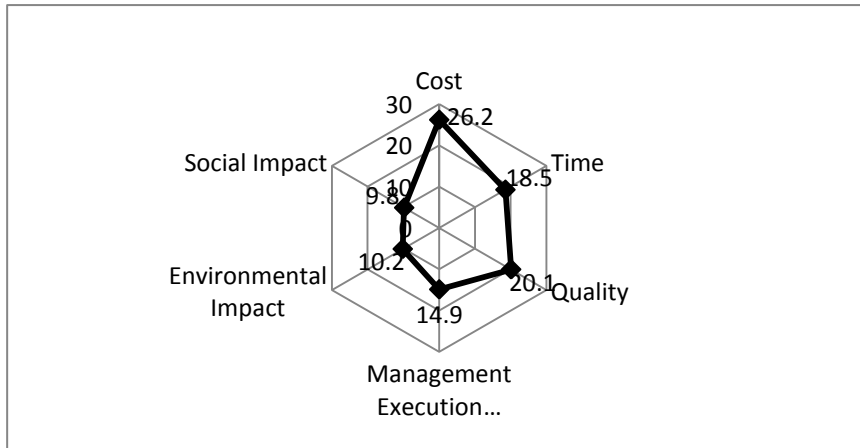 Cost
30
26.2
20
Social Impact
Time
10
18.5
9.8
0
10.2
Environmental
Impact
20.1
Quality
14.9
Management
Execution…